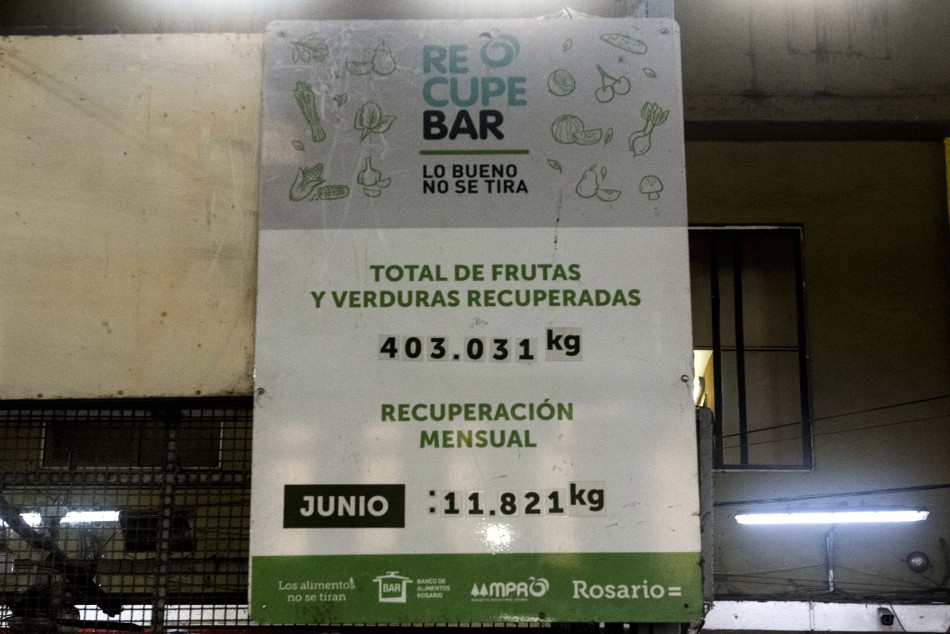 RE
CUPE
BAR
LO BUENO
NO SE TIRA
TOTAL DE FRUTAS
Y VERDURAS RECUPERADAS
403.031 kg
RECUPERACIÓN
MENSUAL
JUNIO :11.821 kg
Los alimentos
no se tiran
BAR
BANCO DE
ALIMENTOS
ROSARIO
MPR
Rosario=